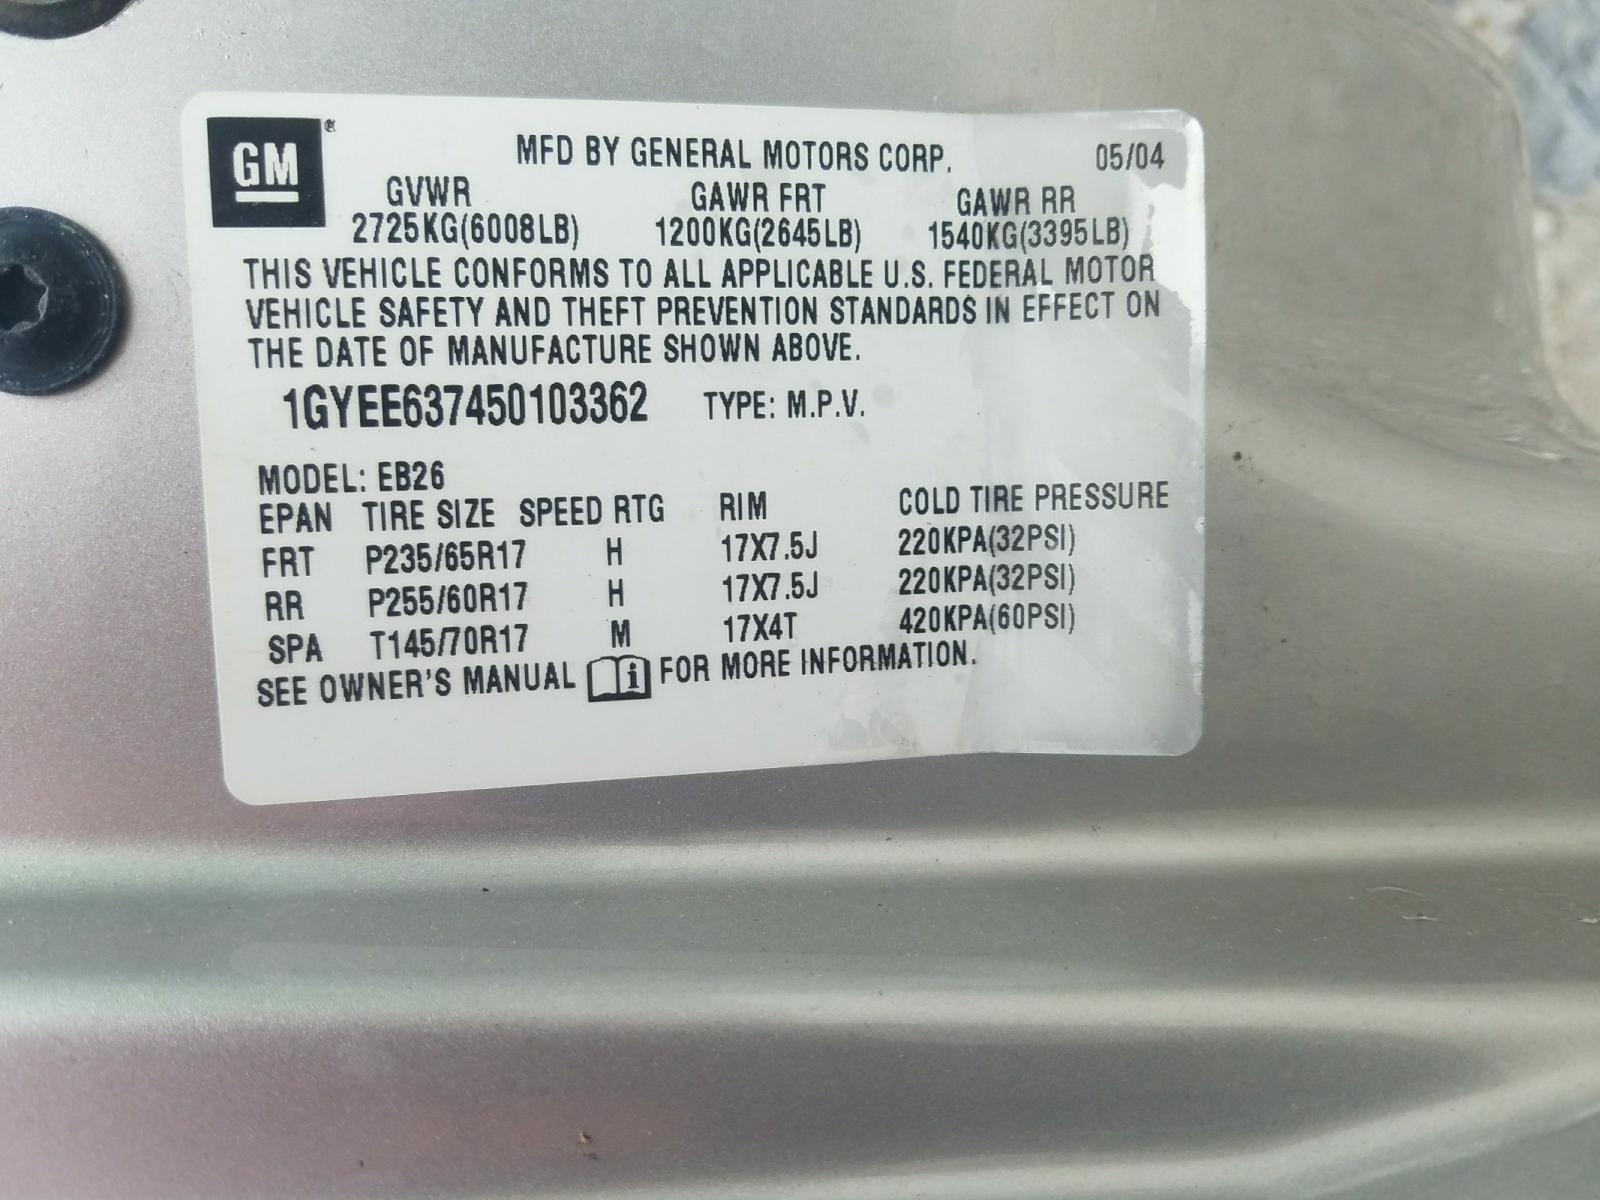 GM®
MFD BY GENERAL MOTORS CORP. 05/04
GVWR GAWR FRT GAWR RR
2725KG(6008LB) 1200KG(2645LB) 1540KG(3395LB)
THIS VEHICLE CONFORMS TO ALL APPLICABLE U.S. FEDERAL MOTOR
VEHICLE SAFETY AND THEFT PREVENTION STANDARDS IN EFFECT ON
THE DATE OF MANUFACTURE SHOWN ABOVE.
1GYEE637450103362 TYPE: M.P.V.
MODEL: EB26
EPAN TIRE SIZE SPEED RTG RIM COLD TIRE PRESSURE
FRT P235/65R17 H 17X7.5J 220KPA(32PSI)
RR P255/60R17 H 17X7.5J 220KPA(32PSI)
SPA T145/70R17 M 17X4T 420KPA(60PSI)
SEE OWNER'S MANUAL i FOR MORE INFORMATION.